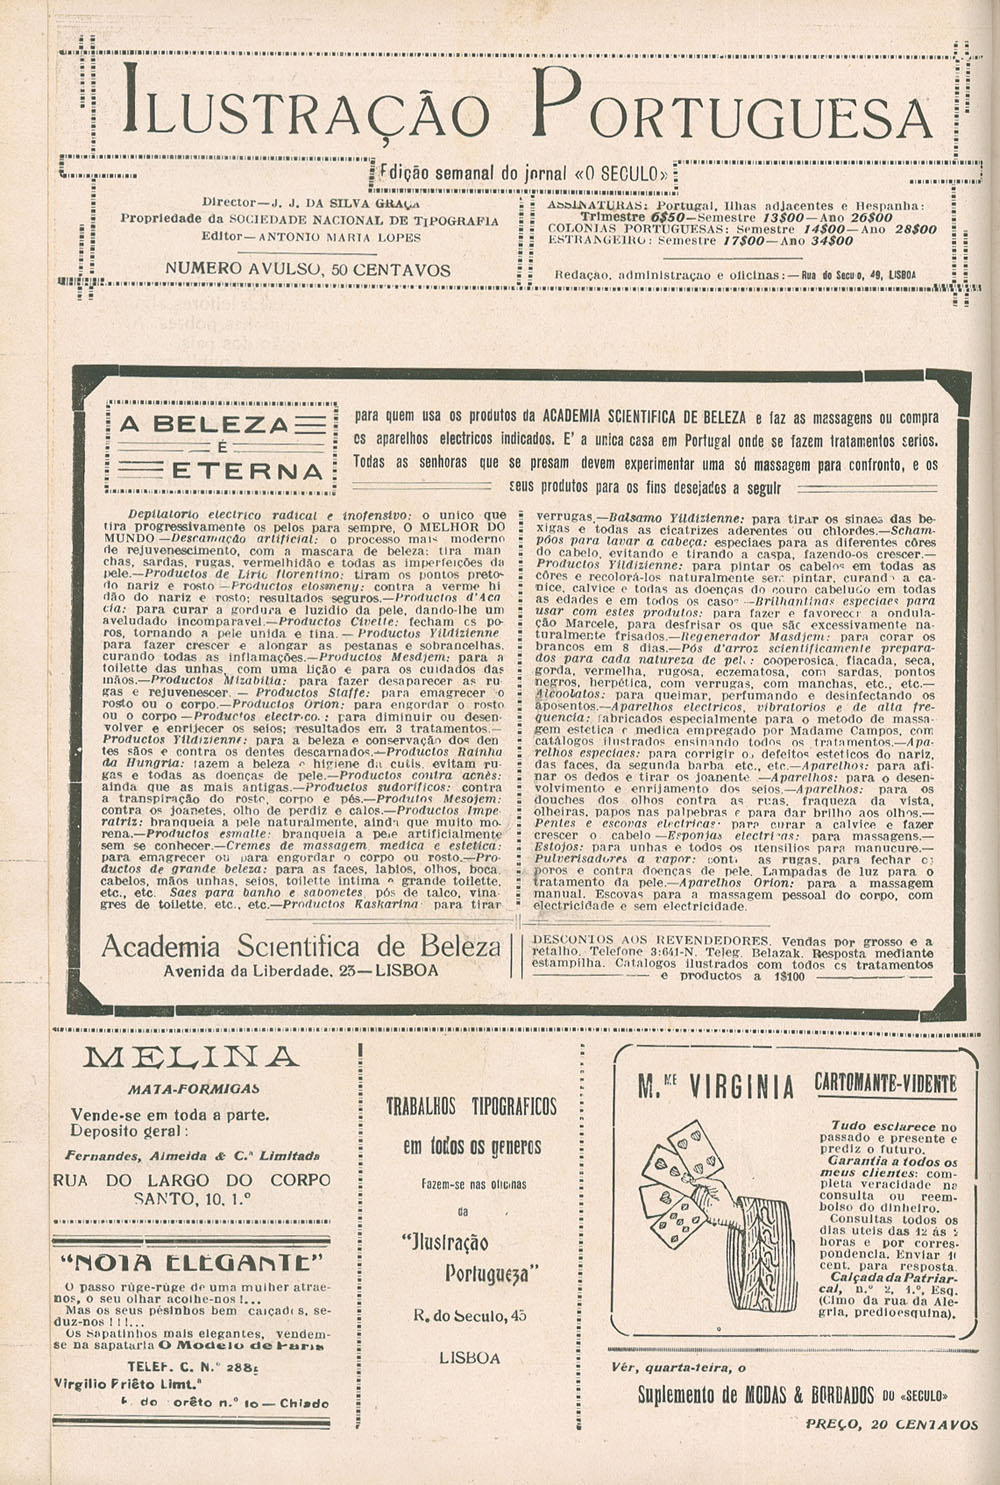 ILUSTRAÇÃO PORTUGUESA
Edição semanal do jornal «O SECULO»
Director—J. J. DA SILVA GRAÇA
Propriedade da SOCIEDADE NACIONAL DE TIPOGRAFIA
Editor—ANTONIO MARIA LOPES
NUMERO AVULSO, 50 CENTAVOS
ASSINATURAS: Portugal, Ilhas adjacentes e Hespanha:
Trimestre 6$50—Semestre 13$00—Ano 26$00
COLONIAS PORTUGUESAS: Semestre 14$00—Ano 28$00
ESTRANGEIRO: Semestre 17$00—Ano 34$00
Redação, administração e oficinas:—Rua do Seculo, 49, LISBOA
A BELEZA
É
ETERNA
para quem usa os produtos da ACADEMIA SCIENTIFICA DE BELEZA e faz as massagens ou compra
os aparelhos electricos indicados. E' a unica casa em Portugal onde se fazem tratamentos serios.
Todas as senhoras que se presam devem experimentar uma só massagem para confronto, e os
seus produtos para os fins desejados a seguir
Depilatorio electrico radical e inofensivo: o unico que
tira progressivamente os pelos para sempre, O MELHOR DO
MUNDO—Descamação artificial: o processo mais moderno
de rejuvenescimento, com a mascara de beleza: tira man
chas, sardas, rugas, vermelhidão e todas as imperfeições da
pele.—Productos de Liric florentino: tiram os pontos preto-
do nariz e rosto—Productos elosmeny: contra a verme hi
dão do nariz e rosto; resultados seguros.—Productos d'Aca
cia: para curar a gordura e luzidio da pele, dando-lhe um
aveludado incomparavel.—Productos Civette: fecham os po-
ros, tornando a pele unida e tina.—Productos Yildizienne
para fazer crescer e alongar as pestanas e sobrancelhas,
curando todas as inflamações.—Productos Mesdjem: para a
toilette das unhas, com uma lição e para os cuidados das
mãos.—Productos Mizabilia: para fazer desaparecer as ru
gas e rejuvenescer.—Productos Staffe: para emagrecer o
rosto ou o corpo.—Productos Orion: para engordar o rosto
ou o corpo—Productos electrco.: para diminuir ou desen-
volver e enrijecer os seios; resultados em 3 tratamentos.—
Productos Yildizienne: para a beleza e conservação dos den
tes sãos e contra os dentes descarnados.—Productos Rainha
da Hungria: fazem a beleza e higiene da cutis, evitam ru-
gas e todas as doenças de pele.—Productos contra acnès:
ainda que as mais antigas.—Productos sudorificos: contra
a transpiração do rosto, corpo e pés.—Produtos Mesojem:
contra os joanetes, olho de perdiz e calos.—Productos Impe
ratriz: branqueia a pele naturalmente, ainda que muito mo-
rena.—Productos esmalte: branqueia a pele artificialmente
sem se conhecer.—Cremes de massagem medica e estetica:
para emagrecer ou para engordar o corpo ou rosto.—Pro-
ductos de grande beleza: para as faces, labios, olhos, boca,
cabelos, mãos unhas, seios, toilette intima e grande toilette,
etc., etc. Saes para banho e sabonetes, pós de talco, vina-
gres de toilette, etc., etc.—Productos Kaskarina para tirar
verrugas.—Balsamo Yildizienne: para tirar os sinaes das be-
xigas e todas as cicatrizes aderentes ou chlordes.—Scham-
póos para lavar a cabeça: especiaes para as diferentes côres
do cabelo, evitando e tirando a caspa, fazendo-os crescer.—
Productos Yildizienne: para pintar os cabelos em todas as
côres e recolorá-los naturalmente sem pintar, curand a ca-
nice, calvice e todas as doenças do couro cabeludo em todas
as edades e em todos os casos—Brilhantinas especiaes para
usar com estes produtos: para fazer e favorecer a ondula-
ção Marcele, para desfrisar os que são excessivamente na-
turalmente frisados.—Regenerador Masdjem: para corar os
brancos em 8 dias.—Pós d'arroz scientificamente prepara-
dos para cada natureza de pel.: cooperosica, flacada, seca,
gorda, vermelha, rugosa, eczematosa, com sardas, pontos
negros, herpética, com verrugas, com manchas, etc., etc.—
Alcoolatos: para queimar, perfumando e desinfectando os
aposentos.—Aparelhos electricos, vibratorios e de alta fre-
quencia: fabricados especialmente para o metodo de massa-
gem estetica e medica empregado por Madame Campos, com
catálogos ilustrados ensinando todos os tratamentos.—Apa-
relhos especiaes: para corrigir os defeitos esteticos do nariz,
das faces, da segunda barba etc., etc.—Aparelhos: para afi-
nar os dedos e tirar os joanente.—Aparelhos: para o desen-
volvimento e enrijamento dos seios.—Aparelhos: para os
douches dos olhos contra as ruas, fraqueza da vista,
olheiras, papos nas palpebras e para dar brilho aos olhos.—
Pentes e escovas electricas: para curar a calvice e fazer
crescer o cabelo—Esponjas electricas: para massagens.—
Estojos: para unhas e todos os utensilios para manucure.—
Pulverisadores a vapor: cont. as rugas, para fechar os
poros e contra doenças de pele. Lampadas de luz para o
tratamento da pele.—Aparelhos Orion: para a massagem
manual. Escovas para a massagem pessoal do corpo, com
electricidade e sem electricidade.
Academia Scientifica de Beleza
Avenida da Liberdade, 23—LISBOA
DESCONTOS AOS REVENDEDORES. Vendas por grosso e a
retalho. Telefone 3:641-N. Teleg. Belazak. Resposta mediante
estampilha. Catalogos ilustrados com todos os tratamentos
e productos a 1$100
MELINA
MATA-FORMIGAS
Vende-se em toda a parte.
Deposito geral:
Fernandes, Almeida & C.ª Limitada
RUA DO LARGO DO CORPO
SANTO, 10, 1.º
"NOTA ELEGANTE"
O passo rúge-rúge de uma mulher atrae-
nos, o seu olhar acolhe-nos!...
Mas os seus pésinhos bem calçados, se-
duz-nos!!!...
Os sapatinhos mais elegantes, vendem-
se na sapataria O Modelo de Paris
TELEF. C. N.º 288
Virgilio Priêto Limt.ª
do orêto n.º 10—Chiado
TRABALHOS TIPOGRAFICOS
em todos os generos
Fazem-se nas oficinas
da
"Ilustração
Portugueza"
R. do Seculo, 43
LISBOA
M.ME VIRGINIA CARTOMANTE-VIDENTE
Tudo esclarece no
passado e presente e
prediz o futuro.
Garantia a todos os
meus clientes: com-
pleta veracidade na
consulta ou reem-
bolso do dinheiro.
Consultas todos os
dias uteis das 12 ás
horas e por corres-
pondencia. Enviar
cent. para resposta.
Calçada da Patriar-
cal, n.º 2, 1.º, Esq.
(Cimo da rua da Ale-
gria, predioesquina).
Vêr, quarta-feira, o
Suplemento de MODAS & BORDADOS DO «SECULO»
PREÇO, 20 CENTAVOS